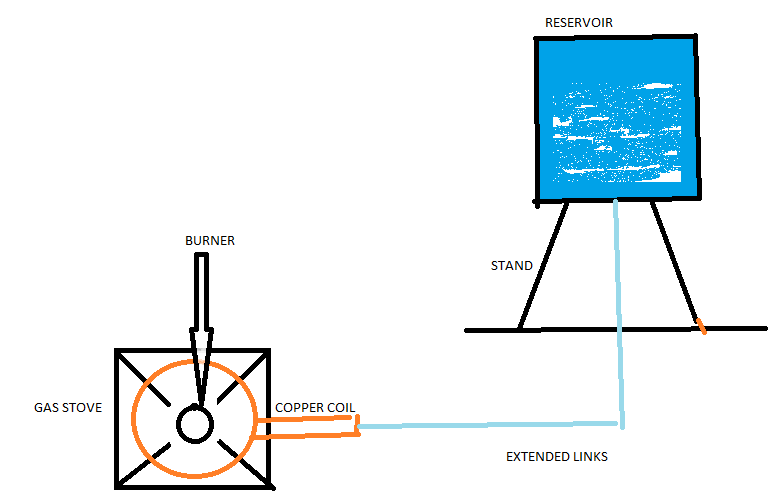 RESERVOIR
BURNER
STAND
GAS STOVE
COPPER COIL
EXTENDED LINKS